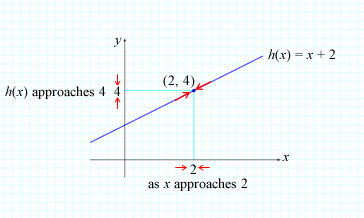 y
h(x) = x + 2
(2, 4)
h(x) approaches 4 4
x
2
as x approaches 2